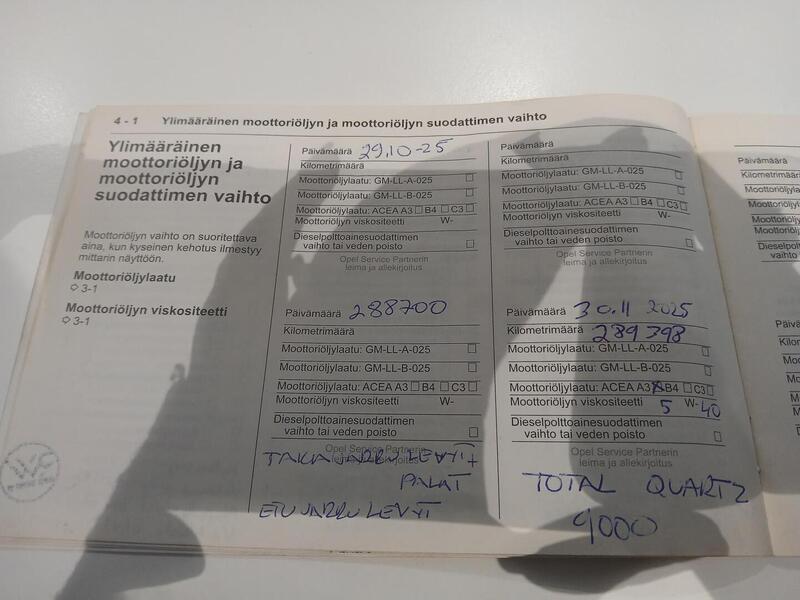 4 - 1 Ylimääräinen moottoriöljyn ja moottoriöljyn suodattimen vaihto
Ylimääräinen
moottoriöljyn ja
moottoriöljyn
suodattimen vaihto
Moottoriöljyn vaihto on suoritettava
aina, kun kyseinen kehotus ilmestyy
mittarin näyttöön.
Moottoriöljylaatu
⇨ 3-1
Moottoriöljyn viskositeetti
⇨ 3-1
Päivämäärä 29.10-25
Kilometrimäärä
Moottoriöljylaatu: GM-LL-A-025 ☐
Moottoriöljylaatu: GM-LL-B-025 ☐
Moottoriöljylaatu: ACEA A3 ☐ B4 ☐ C3 ☐
Moottoriöljyn viskositeetti W-
Dieselpolttoainesuodattimen
vaihto tai veden poisto ☐
Opel Service Partnerin
leima ja allekirjoitus
Päivämäärä 288700
Kilometrimäärä
Moottoriöljylaatu: GM-LL-A-025 ☐
Moottoriöljylaatu: GM-LL-B-025 ☐
Moottoriöljylaatu: ACEA A3 ☐ B4 ☐ C3 ☐
Moottoriöljyn viskositeetti W-
Dieselpolttoainesuodattimen
vaihto tai veden poisto ☐
Opel Service Partnerin
leima ja allekirjoitus
TAKAJARRU LEVYT+
PALAT
ETUJARRULEVYT
Päivämäärä
Kilometrimäärä
Moottoriöljylaatu: GM-LL-A-025 ☐
Moottoriöljylaatu: GM-LL-B-025 ☐
Moottoriöljylaatu: ACEA A3 ☐ B4 ☐ C3 ☐
Moottoriöljyn viskositeetti W-
Dieselpolttoainesuodattimen
vaihto tai veden poisto ☐
Opel Service Partnerin
leima ja allekirjoitus
Päivämäärä 30.11 2025
Kilometrimäärä 289 398
Moottoriöljylaatu: GM-LL-A-025 ☐
Moottoriöljylaatu: GM-LL-B-025 ☐
Moottoriöljylaatu: ACEA A3 ☒ B4 ☐ C3 ☐
Moottoriöljyn viskositeetti 5 W-40
Dieselpolttoainesuodattimen
vaihto tai veden poisto ☐
Opel Service Partnerin
leima ja allekirjoitus
TOTAL QUARTZ
9000